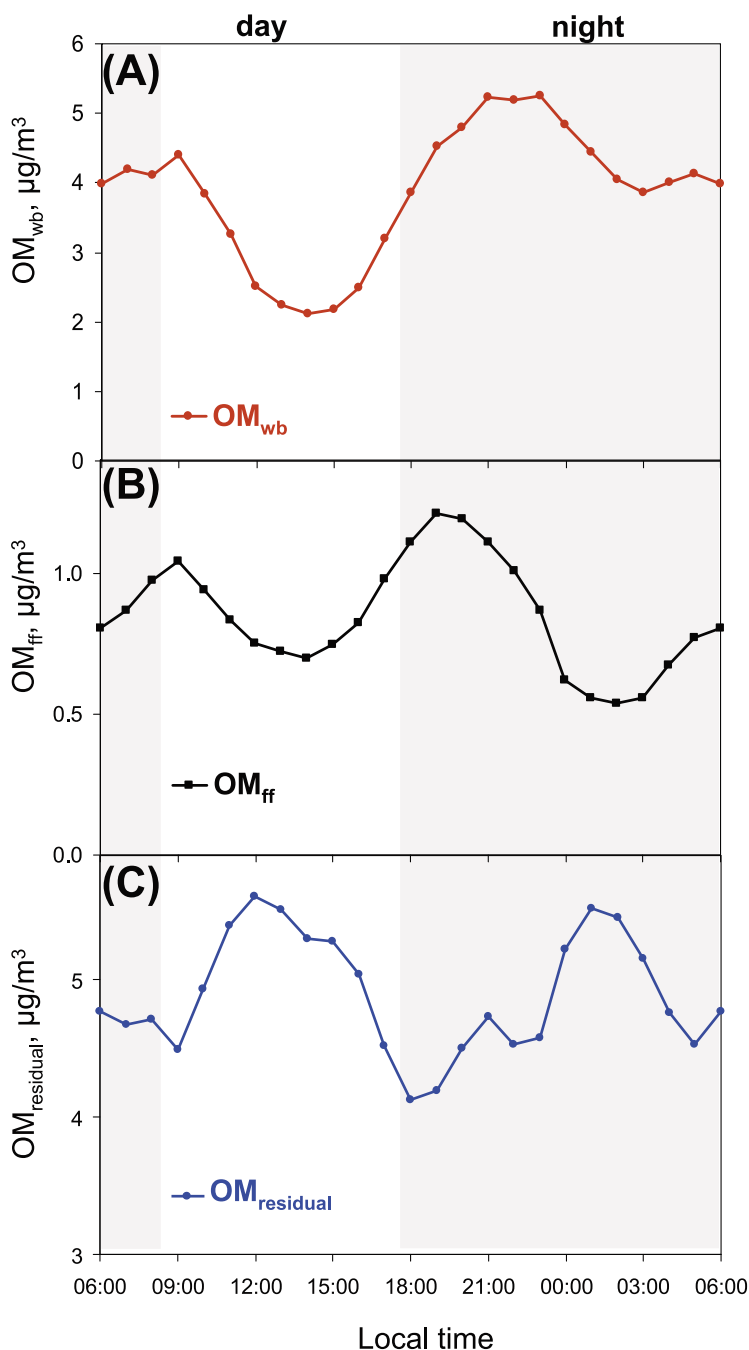 day night
(A)
6
5
4
3
2
1
0
OMwb, µg/m³
OMwb
(B)
1.0
0.5
0.0
OMff, µg/m³
OMff
(C)
5
4
3
OMresidual, µg/m³
OMresidual
06:00 09:00 12:00 15:00 18:00 21:00 00:00 03:00 06:00
Local time